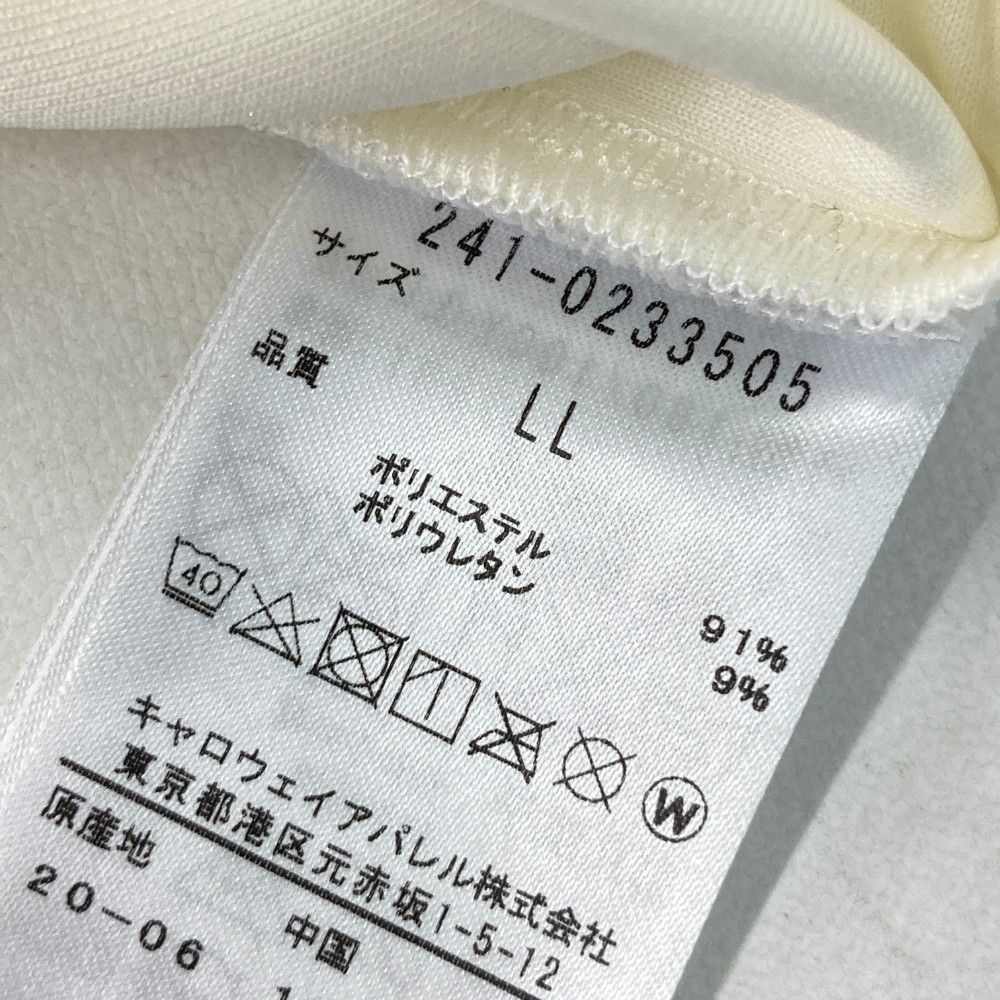 241-0233505
サイズ
LL
品質
ポリエステル 91%
ポリウレタン 9%
40
W
キャロウェイアパレル株式会社
東京都港区元赤坂1-5-12
原産地 中国
20-06